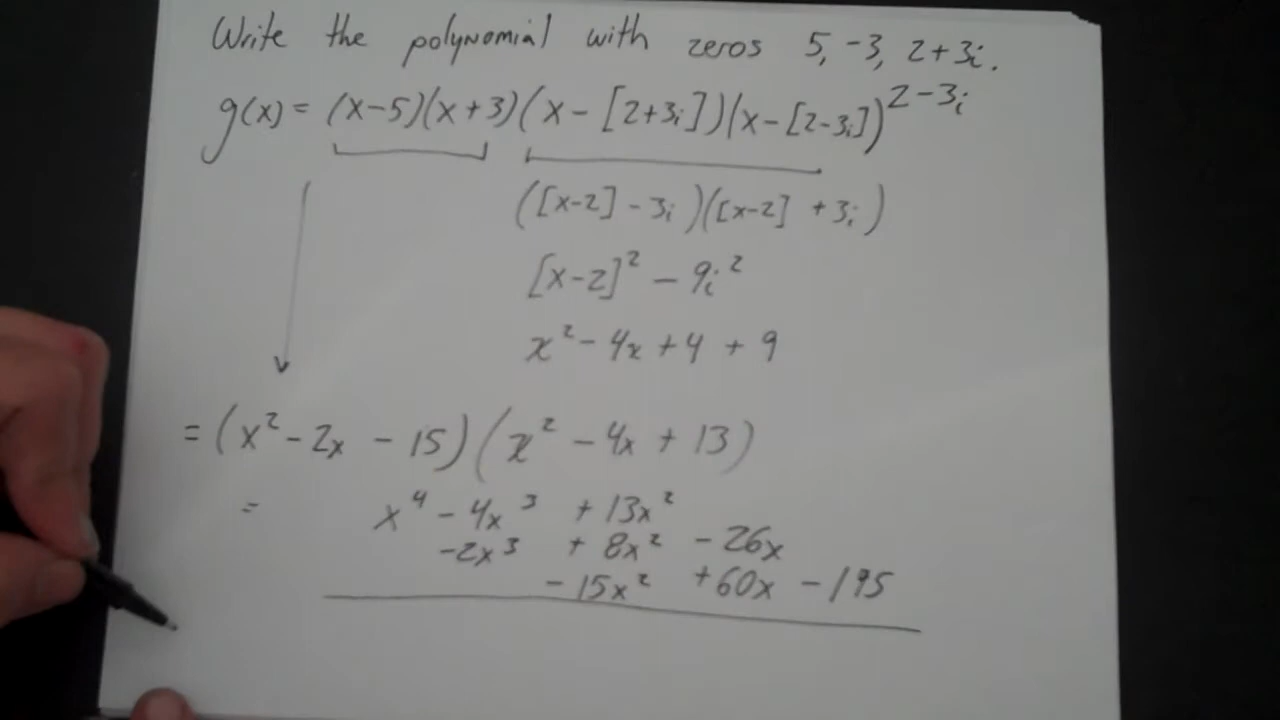 Write the polynomial with zeros 5, -3, 2+3i.
g(x) = (x-5)(x+3)(x-[2+3i])(x-[2-3i]) 2-3i
([x-2] - 3i)([x-2] + 3i)
[x-2]² - 9i²
x² - 4x + 4 + 9
= (x² - 2x - 15)(x² - 4x + 13)
= x⁴ - 4x³ + 13x²
-2x³ + 8x² - 26x
- 15x² + 60x - 195